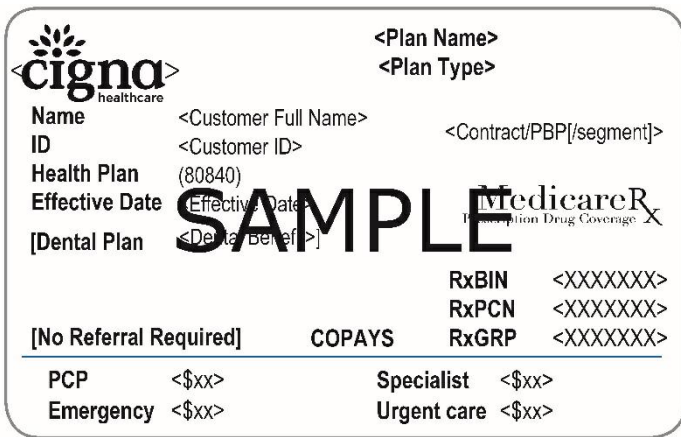 <Plan Name>
<Plan Type>
<cigna>
healthcare
Name <Customer Full Name>
ID <Customer ID>
<Contract/PBP[/segment]>
Health Plan (80840)
Effective Date <Effective Date>
MedicareRx
Prescription Drug Coverage
SAMPLE
[Dental Plan <Dental Benefit>]
RxBIN <XXXXXXX>
RxPCN <XXXXXXX>
[No Referral Required] COPAYS RxGRP <XXXXXXX>
PCP <$xx> Specialist <$xx>
Emergency <$xx> Urgent care <$xx>